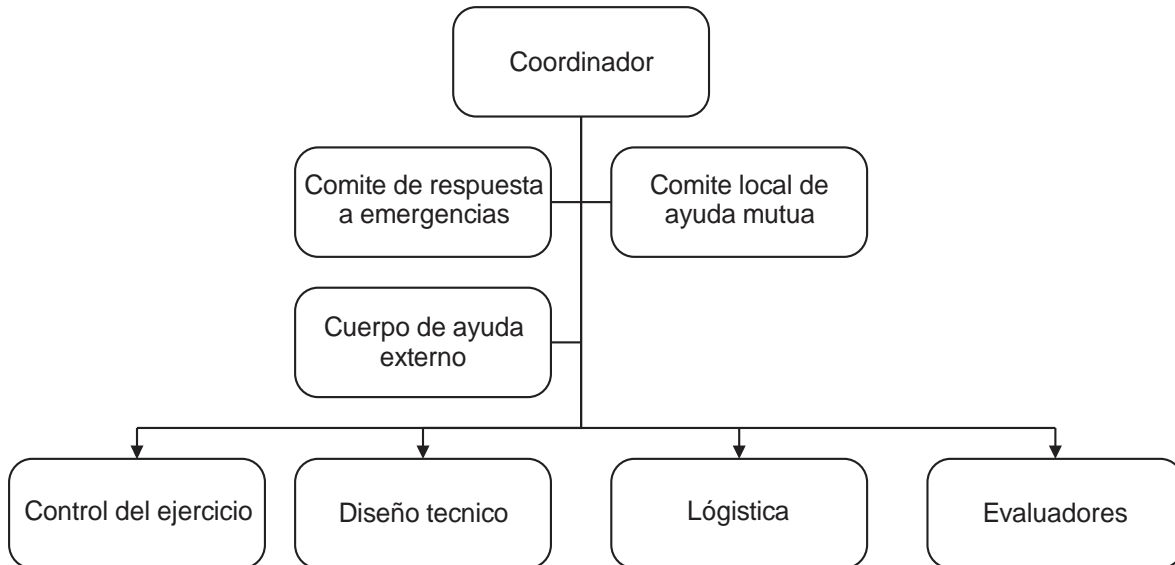 Coordinador
Comite de respuesta
a emergencias
Comite local de
ayuda mutua
Cuerpo de ayuda
externo
Control del ejercicio
Diseño tecnico
Lógistica
Evaluadores